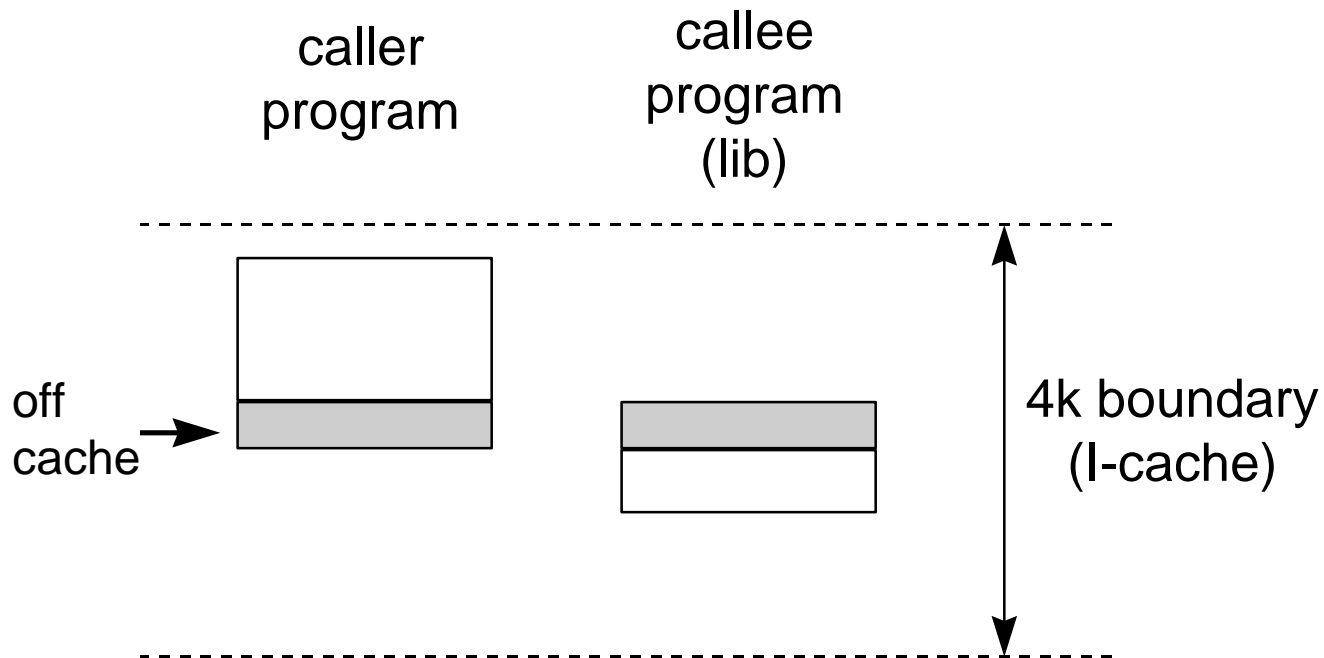 caller
program
callee
program
(lib)
off
cache
4k boundary
(I-cache)